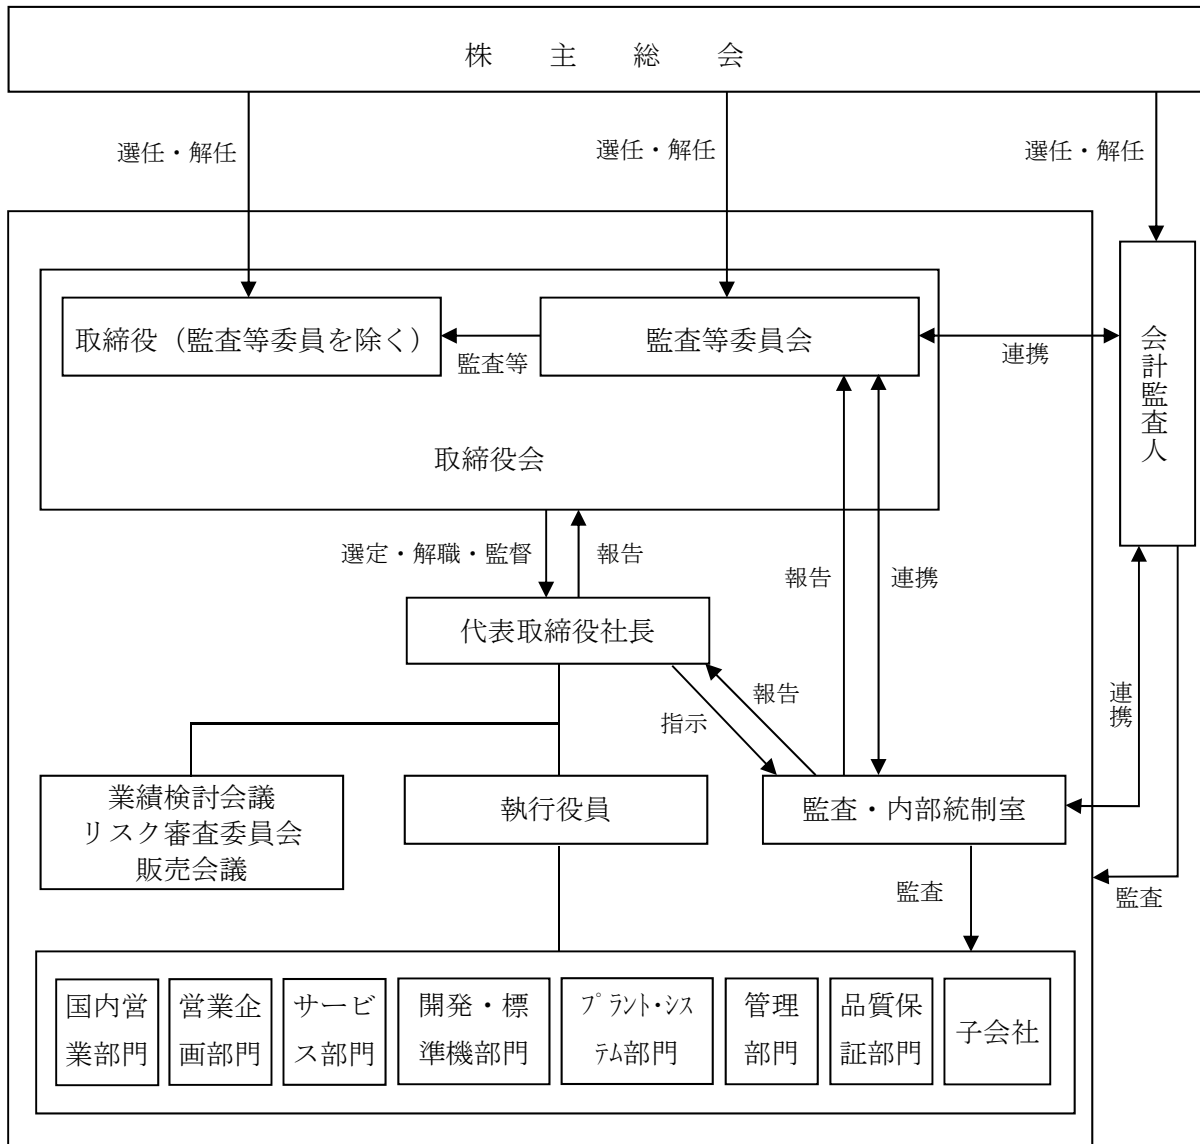 株主総会
選任・解任
選任・解任
選任・解任
取締役（監査等委員を除く）
監査等
監査等委員会
連携
会計監査人
取締役会
選定・解職・監督
報告
報告
連携
代表取締役社長
報告
指示
連携
業績検討会議
リスク審査委員会
販売会議
執行役員
監査・内部統制室
監査
監査
国内営
業部門
営業企
画部門
サービ
ス部門
開発・標
準機部門
プラント・シス
テム部門
管理
部門
品質保
証部門
子会社